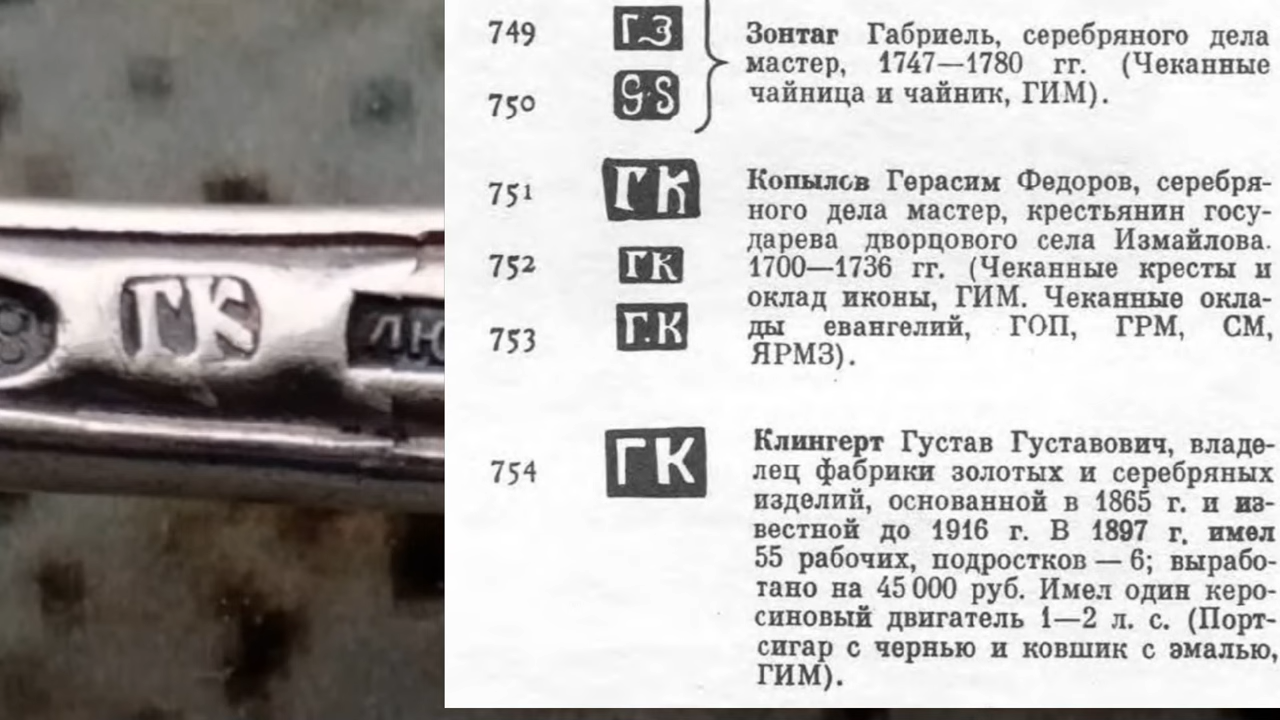 8
ГК
ЛЮ
749 ГЗ Зонтаг Габриель, серебряного дела
мастер, 1747—1780 гг. (Чеканные
750 GS чайница и чайник, ГИМ).
751 ГК Копылов Герасим Федоров, серебря-
ного дела мастер, крестьянин госу-
дарева дворцового села Измайлова.
752 ГК 1700—1736 гг. (Чеканные кресты и
оклад иконы, ГИМ. Чеканные окла-
753 Г.К ды евангелий, ГОП, ГРМ, СМ,
ЯРМЗ).
754 ГК Клингерт Густав Густавович, владе-
лец фабрики золотых и серебряных
изделий, основанной в 1865 г. и из-
вестной до 1916 г. В 1897 г. имел
55 рабочих, подростков — 6; вырабо-
тано на 45 000 руб. Имел один керо-
синовый двигатель 1—2 л. с. (Порт-
сигар с чернью и ковшик с эмалью,
ГИМ).